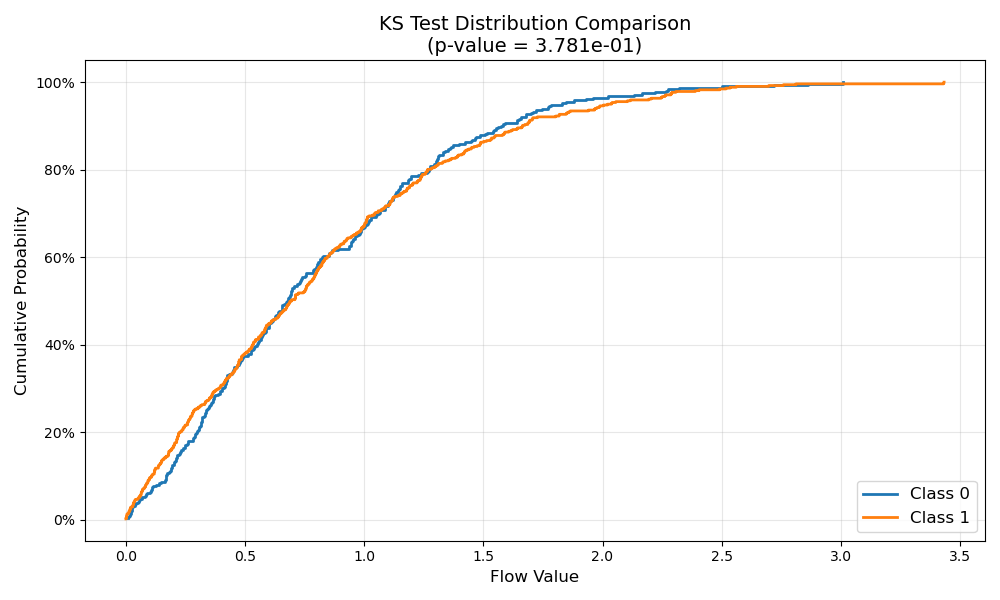 KS Test Distribution Comparison
(p-value = 3.781e-01)
Cumulative Probability
100%
80%
60%
40%
20%
0%
0.0 0.5 1.0 1.5 2.0 2.5 3.0 3.5
Flow Value
Class 0
Class 1